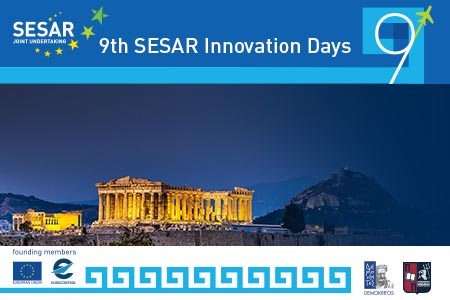 SESAR
JOINT UNDERTAKING
9th SESAR Innovation Days
9
founding members
EUROPEAN UNION
EUROCONTROL
DEMOKRITOS